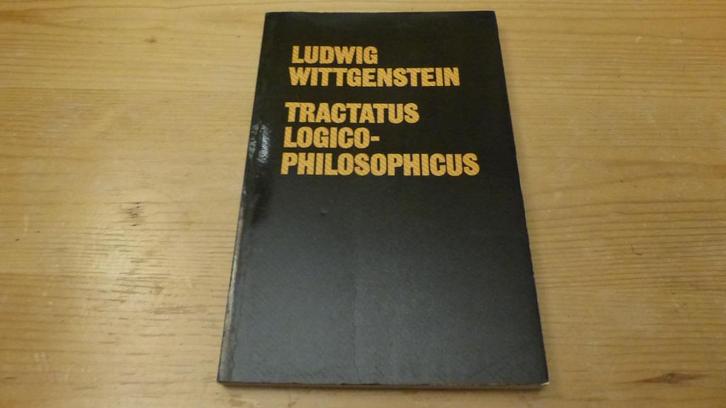 LUDWIG
WITTGENSTEIN
TRACTATUS
LOGICO-
PHILOSOPHICUS